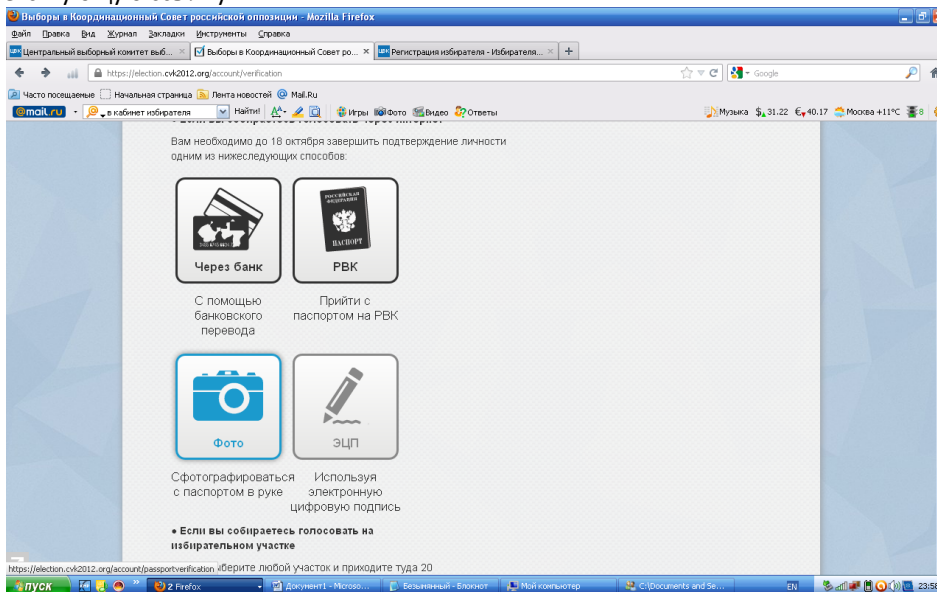 Выборы в Координационный Совет российской оппозиции - Mozilla Firefox
Файл Правка Вид Журнал Закладки Инструменты Справка
Центральный выборный комитет выб... Выборы в Координационный Совет ро... Регистрация избирателя - Избирателя...
https://election.cvk2012.org/account/verification Google
Часто посещаемые Начальная страница Лента новостей Mail.Ru
@mail.ru в кабинет избирателя Найти! Игры Фото Видео Ответы Музыка $ 31.22 € 40.17 Москва +11°C 8
Вам необходимо до 18 октября завершить подтверждение личности
одним из нижеследующих способов:
РОССИЙСКАЯ
ФЕДЕРАЦИЯ
ПАСПОРТ
Через банк РВК
С помощью Прийти с
банковского паспортом на РВК
перевода
Фото ЭЦП
Сфотографироваться Используя
с паспортом в руке электронную
цифровую подпись
• Если вы собираетесь голосовать на
избирательном участке
https://election.cvk2012.org/account/passportverification берите любой участок и приходите туда 20
пуск 2 Firefox Документ1 - Microso... Безымянный - Блокнот Мой компьютер C:\Documents and Se... EN 23:58